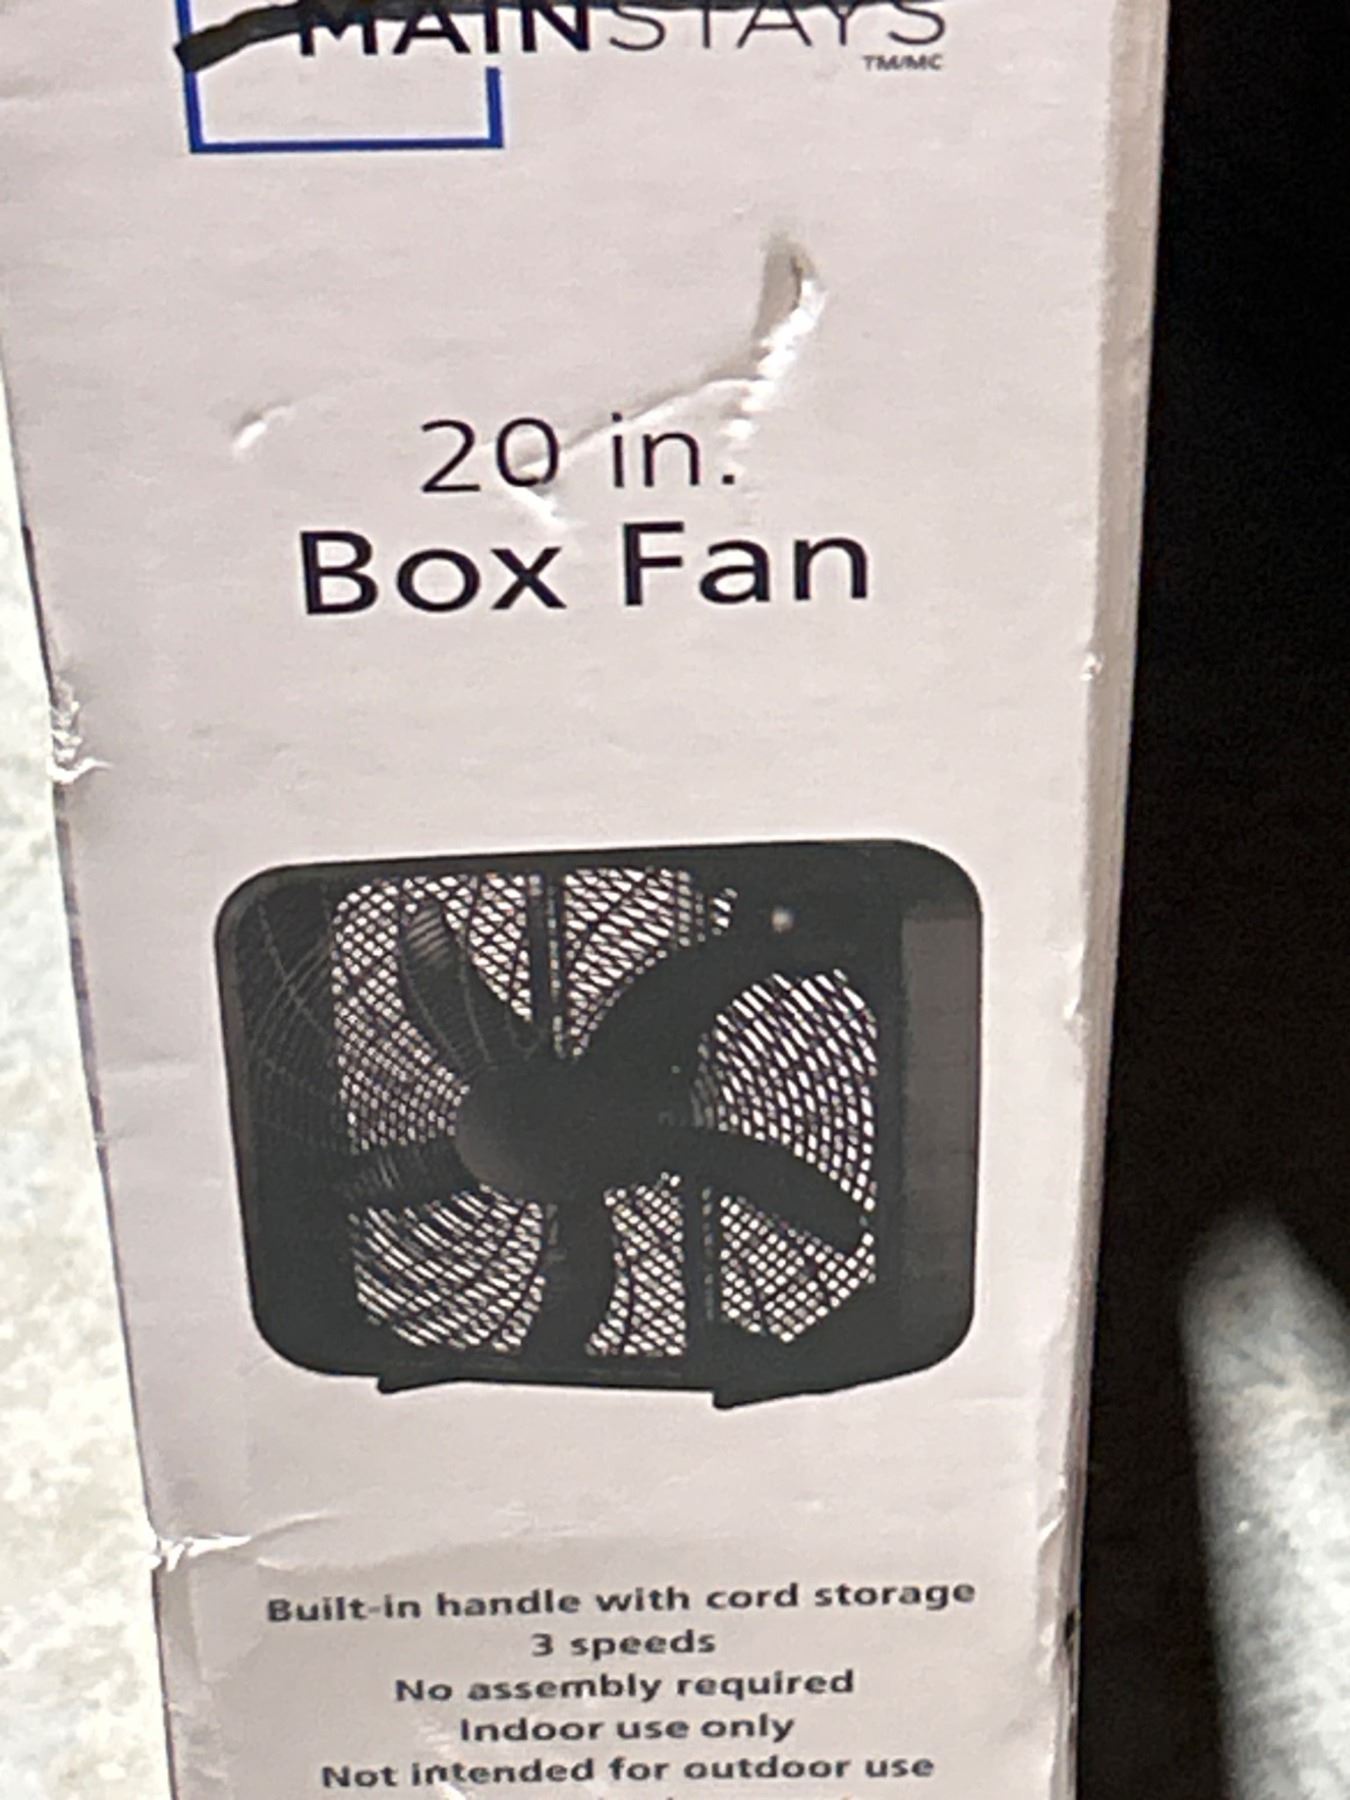 MAINSTAYS
TM/MC
20 in.
Box Fan
Built-in handle with cord storage
3 speeds
No assembly required
Indoor use only
Not intended for outdoor use